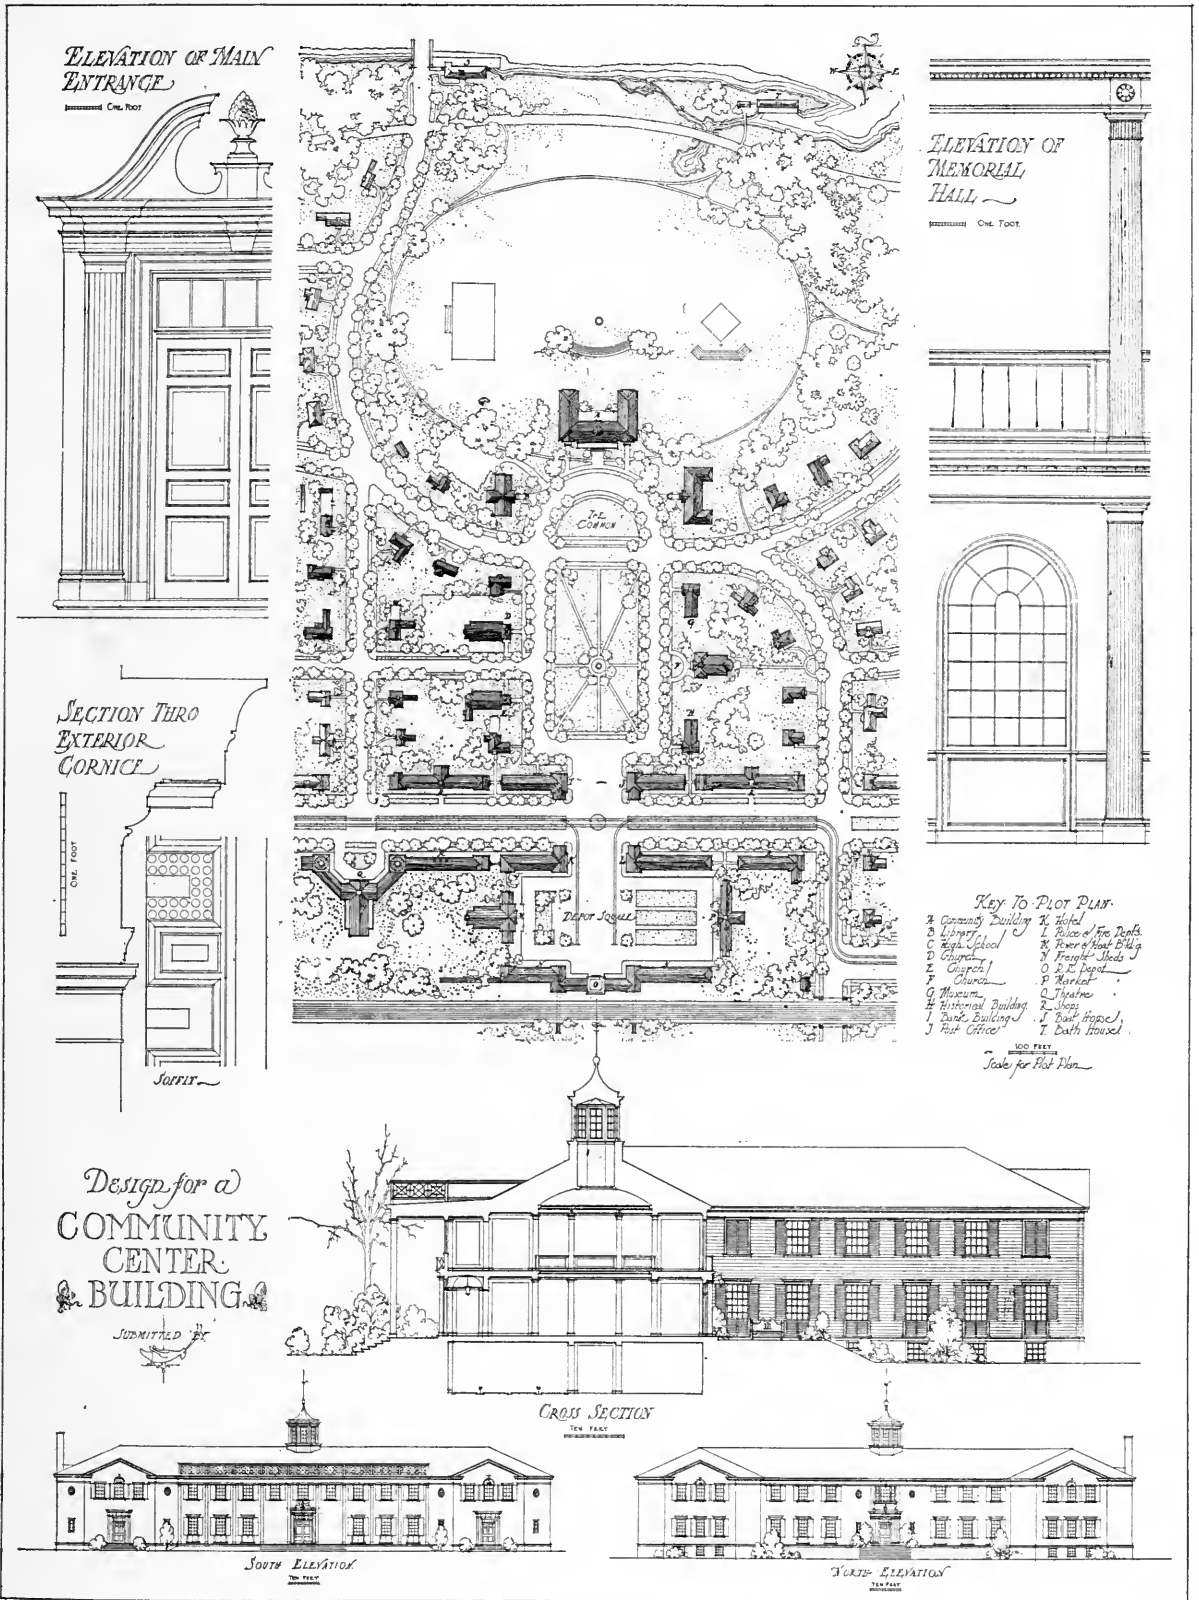 ELEVATION OF MAIN
ENTRANCE
ONE FOOT
ELEVATION OF
MEMORIAL
HALL
ONE FOOT
THE
COMMON
DEPOT SQUARE
SECTION THRO
EXTERIOR
CORNICE
ONE FOOT
SOFFIT
KEY TO PLOT PLAN.
A Community Building
B Library
C High School
D Church
E Church
F Church
G Museum
H Historical Building
I Bank Building
J Post Office
K Hotel
L Police & Fire Dept's
M Power & Heat Bldg
N Freight Sheds
O R.R. Depot
P Market
Q Theatre
R Shops
S Boat House
T Bath House
100 FEET
Scale for Plot Plan
Design for a
COMMUNITY
CENTER
BUILDING
SUBMITTED BY
CROSS SECTION
TEN FEET
SOUTH ELEVATION
TEN FEET
NORTH ELEVATION
TEN FEET